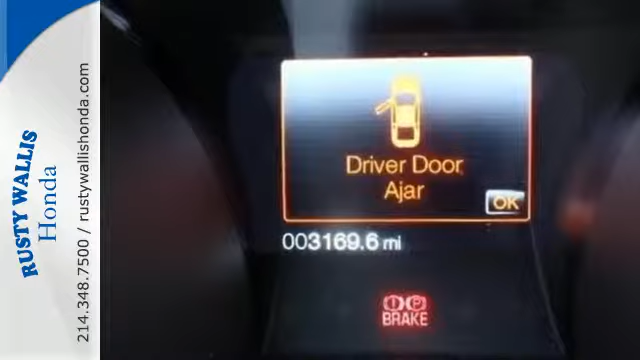 RUSTY WALLIS
Honda
214.348.7500 / rustywallishonda.com
Driver Door
Ajar
OK
003169.6 mi
BRAKE